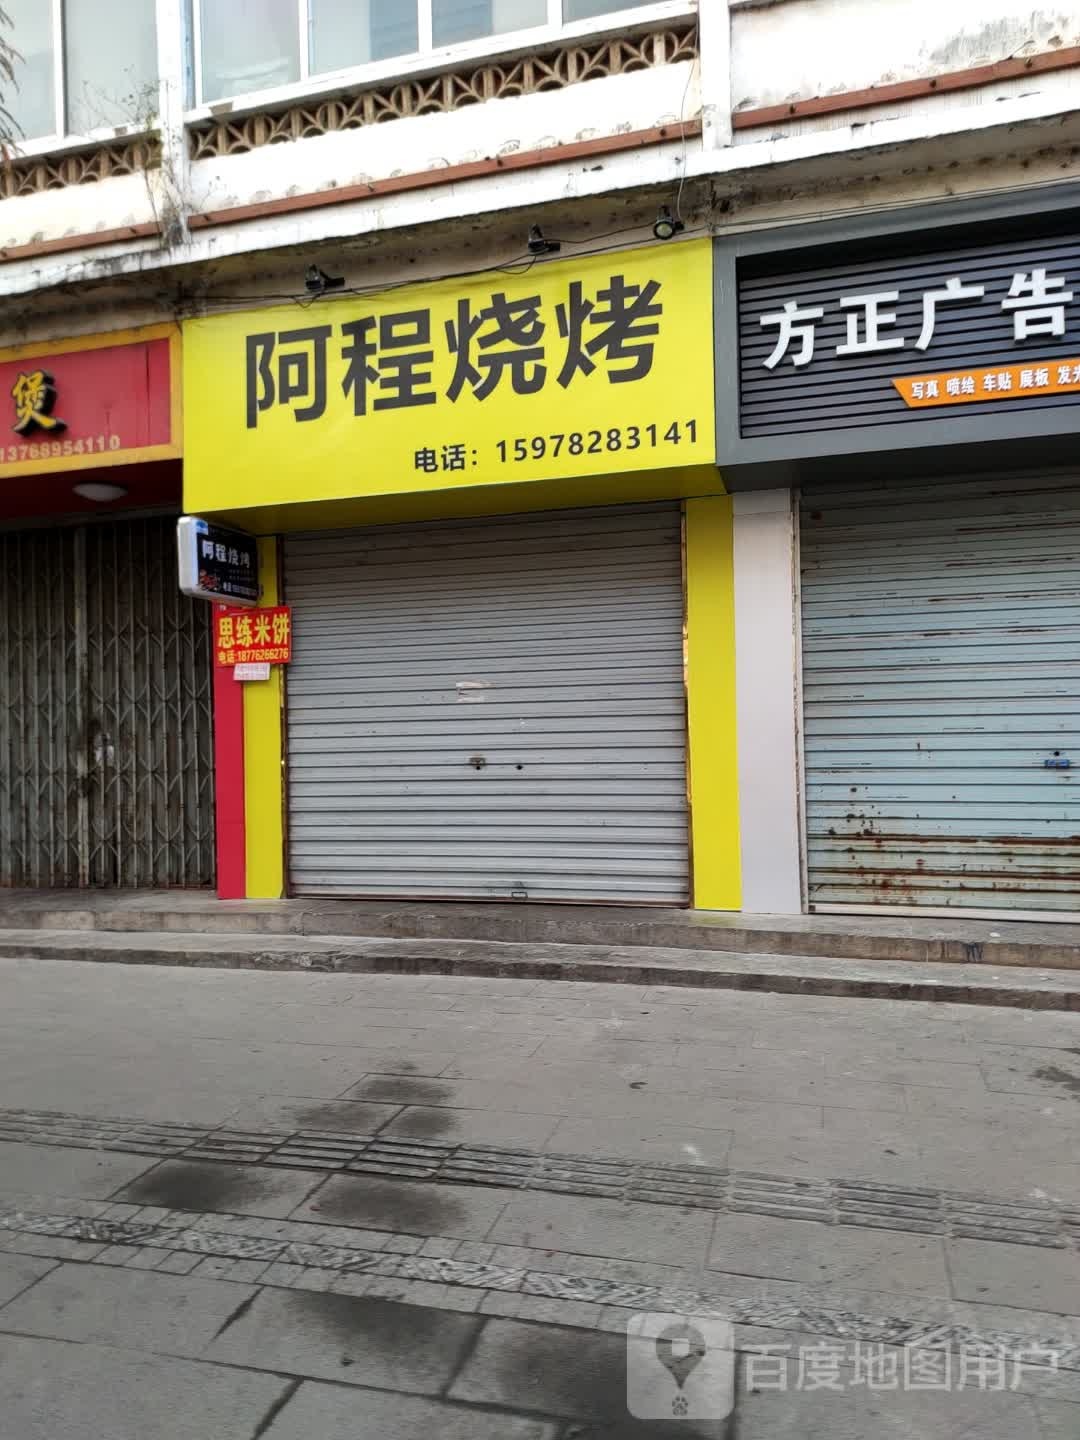 煲
13768954110
阿程烧烤
电话：15978283141
方正广告
写真 喷绘 车贴 展板 发光
阿程烧烤
思练米饼
电话:18776266276
百度地图用户